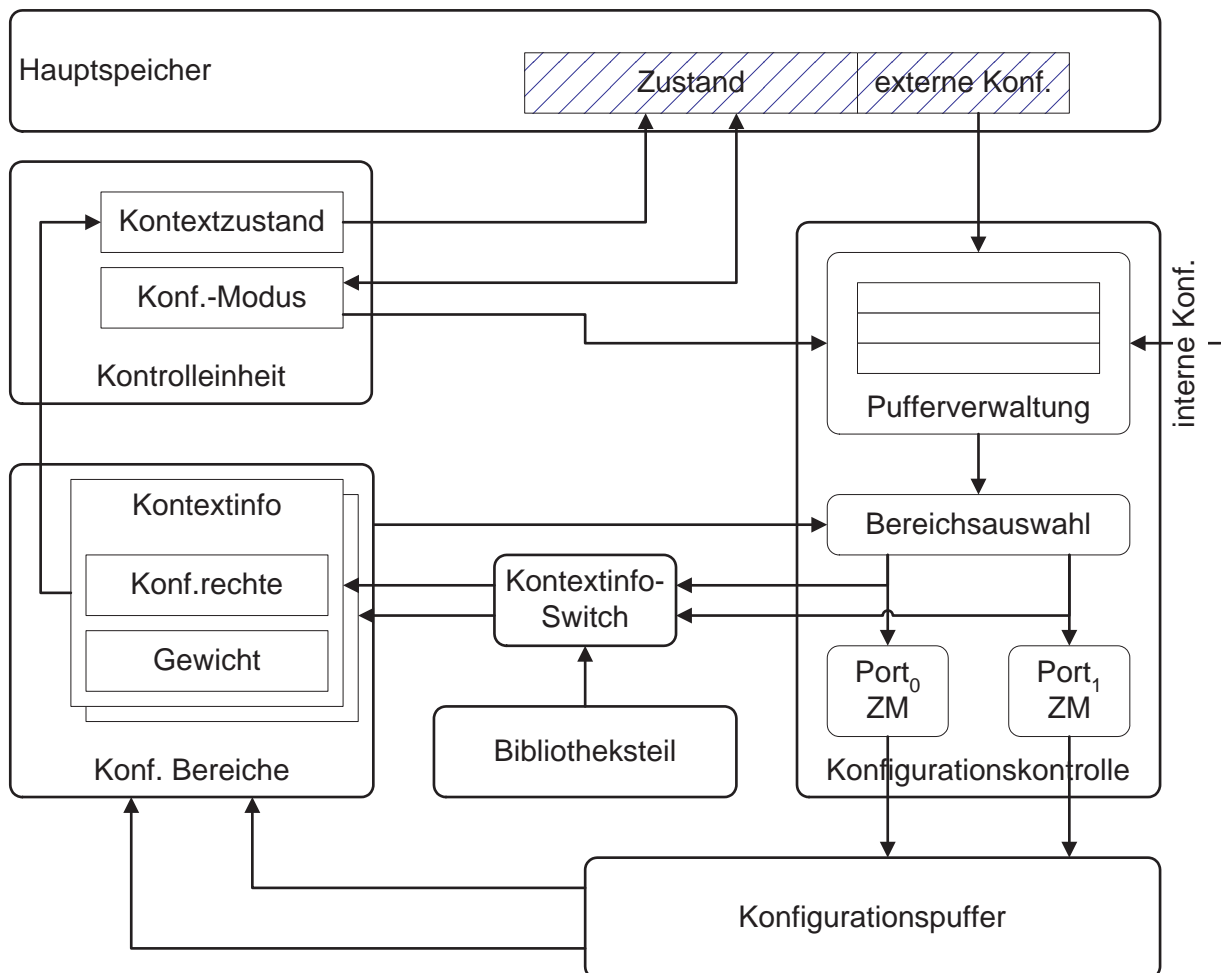 Hauptspeicher
Zustand
externe Konf.
Kontextzustand
Konf.-Modus
Kontrolleinheit
interne Konf.
Pufferverwaltung
Kontextinfo
Konf.rechte
Gewicht
Konf. Bereiche
Kontextinfo-
Switch
Bibliotheksteil
Bereichsauswahl
Port0
ZM
Port1
ZM
Konfigurationskontrolle
Konfigurationspuffer